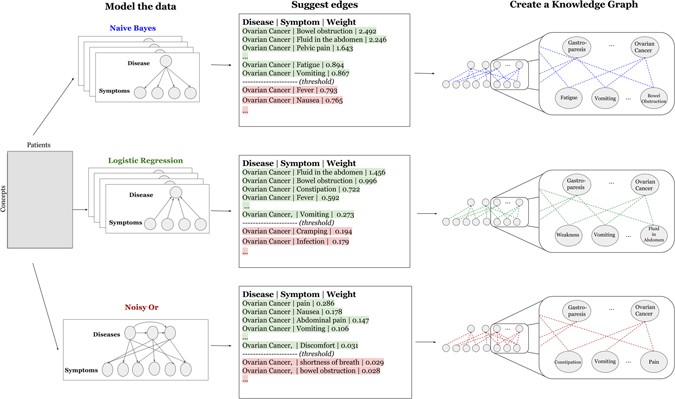 Model the data
Suggest edges
Create a Knowledge Graph
Patients
Concepts
Naive Bayes
Disease
Symptoms
Disease | Symptom | Weight
Ovarian Cancer | Bowel obstruction | 2.492
Ovarian Cancer | Fluid in the abdomen | 2.246
Ovarian Cancer | Pelvic pain | 1.643
...
Ovarian Cancer | Fatigue | 0.894
Ovarian Cancer | Vomiting | 0.867
--------------------- (threshold)
Ovarian Cancer | Fever | 0.793
Ovarian Cancer | Nausea | 0.765
...
...
Gastro-
paresis
...
Ovarian
Cancer
Fatigue
Vomiting
...
Bowel
Obstruction
Logistic Regression
Disease
Symptoms
Disease | Symptom | Weight
Ovarian Cancer | Fluid in the abdomen | 1.456
Ovarian Cancer | Bowel obstruction | 0.996
Ovarian Cancer | Constipation | 0.722
Ovarian Cancer | Fever | 0.592
...
Ovarian Cancer, | Vomiting | 0.273
--------------------- (threshold)
Ovarian Cancer | Cramping | 0.194
Ovarian Cancer | Infection | 0.179
...
...
Gastro-
paresis
...
Ovarian
Cancer
Weakness
Vomiting
...
Fluid
in
Abdomen
Noisy Or
Diseases
Symptoms
Disease | Symptom | Weight
Ovarian Cancer | pain | 0.286
Ovarian Cancer | Nausea | 0.178
Ovarian Cancer | Abdominal pain | 0.147
Ovarian Cancer | Vomiting | 0.106
...
Ovarian Cancer, | Discomfort | 0.031
--------------------- (threshold)
Ovarian Cancer, | shortness of breath | 0.029
Ovarian Cancer, | bowel obstruction | 0.028
...
...
Gastro-
paresis
...
Ovarian
Cancer
Constipation
Vomiting
...
Pain